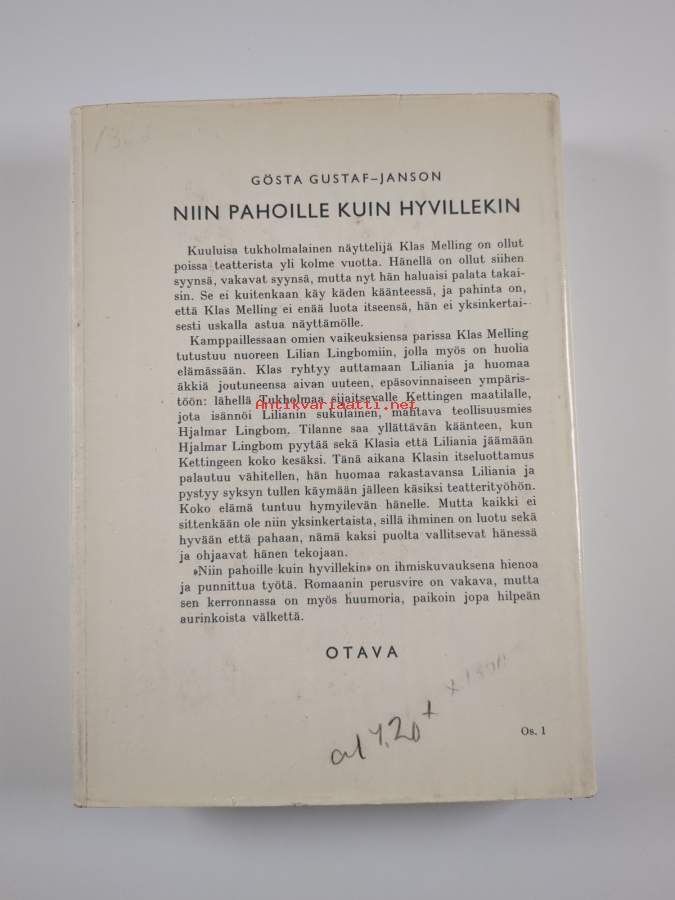 GÖSTA GUSTAF-JANSON
NIIN PAHOILLE KUIN HYVILLEKIN
Kuuluisa tukholmalainen näyttelijä Klas Melling on ollut
poissa teatterista yli kolme vuotta. Hänellä on ollut siihen
syynsä, vakavat syynsä, mutta nyt hän haluaisi palata takai-
sin. Se ei kuitenkaan käy käden käänteessä, ja pahinta on,
että Klas Melling ei enää luota itseensä, hän ei yksinkertai-
sesti uskalla astua näyttämölle.
Kamppaillessaan omien vaikeuksiensa parissa Klas Melling
tutustuu nuoreen Lilian Lingbomiin, jolla myös on huolia
elämässään. Klas ryhtyy auttamaan Liliania ja huomaa
äkkiä joutuneensa aivan uuteen, epäsovinnaiseen ympäris-
töön: lähellä Tukholmaa sijaitsevalle Kettingen maatilalle,
Antikvariaatti.net
jota isännöi Lilianin sukulainen, mahtava teollisuusmies
Hjalmar Lingbom. Tilanne saa yllättävän käänteen, kun
Hjalmar Lingbom pyytää sekä Klasia että Liliania jäämään
Kettingeen koko kesäksi. Tänä aikana Klasin itseluottamus
palautuu vähitellen, hän huomaa rakastavansa Liliania ja
pystyy syksyn tullen käymään jälleen käsiksi teatterityöhön.
Koko elämä tuntuu hymyilevän hänelle. Mutta kaikki ei
sittenkään ole niin yksinkertaista, sillä ihminen on luotu sekä
hyvään että pahaan, nämä kaksi puolta vallitsevat hänessä
ja ohjaavat hänen tekojaan.
»Niin pahoille kuin hyvillekin» on ihmiskuvauksena hienoa
ja punnittua työtä. Romaanin perusvire on vakava, mutta
sen kerronnassa on myös huumoria, paikoin jopa hilpeän
aurinkoista välkettä.
OTAVA
Os. 1